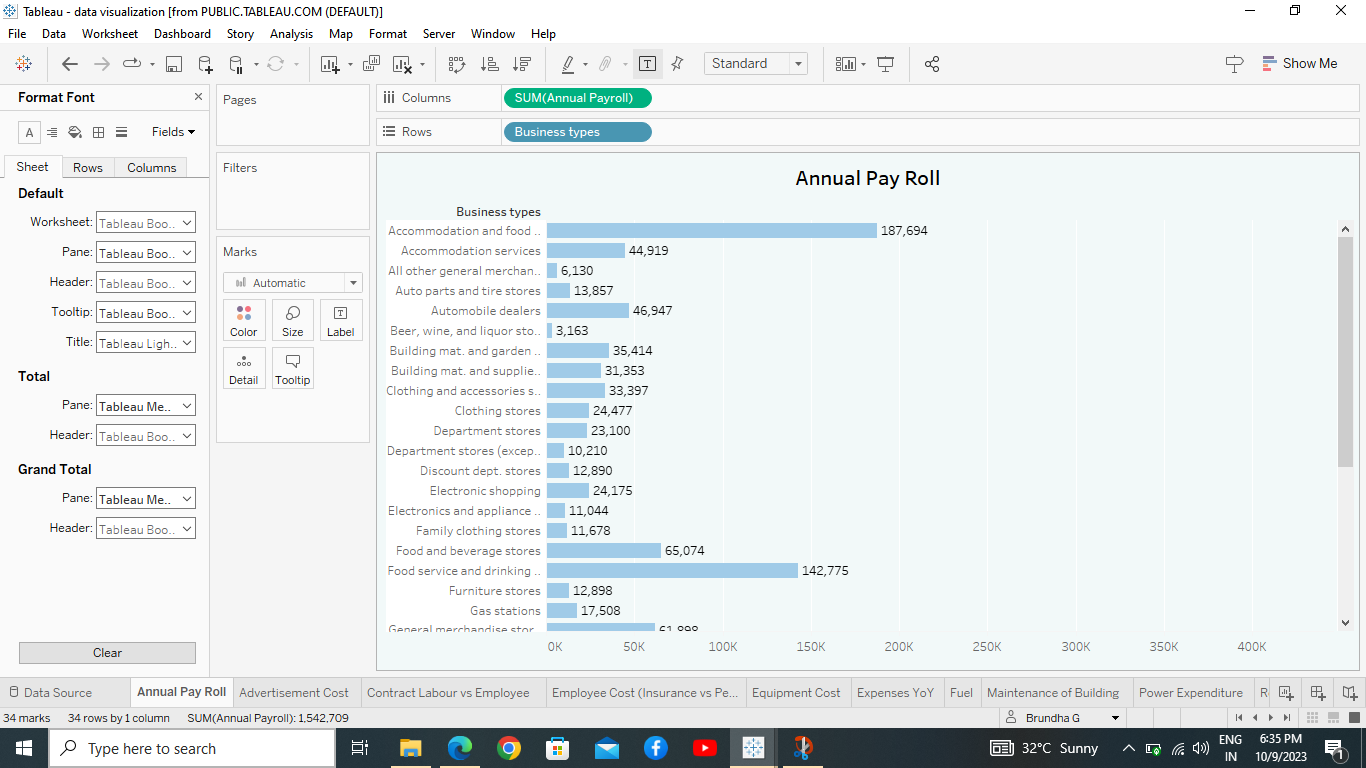 Tableau - data visualization [from PUBLIC.TABLEAU.COM (DEFAULT)]
File Data Worksheet Dashboard Story Analysis Map Format Server Window Help
Standard
Show Me
Format Font
Fields
Sheet Rows Columns
Default
Worksheet: Tableau Boo..
Pane: Tableau Boo..
Header: Tableau Boo..
Tooltip: Tableau Boo..
Title: Tableau Ligh..
Total
Pane: Tableau Me..
Header: Tableau Boo..
Grand Total
Pane: Tableau Me..
Header: Tableau Boo..
Clear
Pages
Filters
Marks
Automatic
Color Size Label
Detail Tooltip
Columns SUM(Annual Payroll)
Rows Business types
Annual Pay Roll
Business types
Accommodation and food .. 187,694
Accommodation services 44,919
All other general merchan.. 6,130
Auto parts and tire stores 13,857
Automobile dealers 46,947
Beer, wine, and liquor sto.. 3,163
Building mat. and garden .. 35,414
Building mat. and supplie.. 31,353
Clothing and accessories s.. 33,397
Clothing stores 24,477
Department stores 23,100
Department stores (excep.. 10,210
Discount dept. stores 12,890
Electronic shopping 24,175
Electronics and appliance .. 11,044
Family clothing stores 11,678
Food and beverage stores 65,074
Food service and drinking .. 142,775
Furniture stores 12,898
Gas stations 17,508
General merchandise stor.. 61,898
0K 50K 100K 150K 200K 250K 300K 350K 400K
Data Source Annual Pay Roll Advertisement Cost Contract Labour vs Employee Employee Cost (Insurance vs Pe... Equipment Cost Expenses YoY Fuel Maintenance of Building Power Expenditure R
34 marks 34 rows by 1 column SUM(Annual Payroll): 1,542,709 Brundha G
Type here to search
32°C Sunny
ENG
IN
6:35 PM
10/9/2023
1